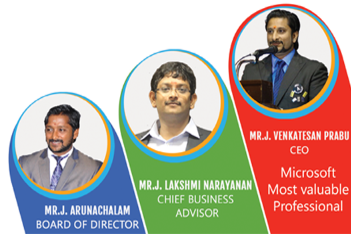 MR.J. ARUNACHALAM
BOARD OF DIRECTOR
MR.J. LAKSHMI NARAYANAN
CHIEF BUSINESS
ADVISOR
MR.J. VENKATESAN PRABU
CEO
Microsoft
Most valuable
Professional